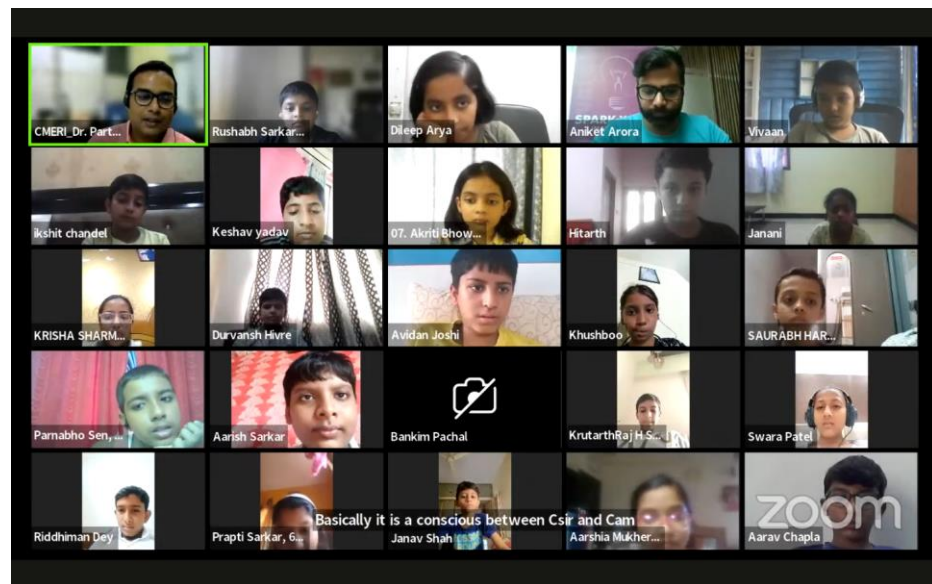 SPARK
CMERI_Dr. Part...
Rushabh Sarkar...
Dileep Arya
Aniket Arora
Vivaan
ikshit chandel
Keshav yadav
07. Akriti Bhow...
Hitarth
Janani
KRISHA SHARM...
Durvansh Hivre
Avidan Joshi
Khushboo
SAURABH HAR...
Parnabho Sen, ...
Aarish Sarkar
Bankim Pachal
KrutarthRaj H S...
Swara Patel
zoom
Basically it is a conscious between Csir and Cam
Riddhiman Dey
Prapti Sarkar, 6...
Janav Shah
Aarshia Mukher...
Aarav Chapla